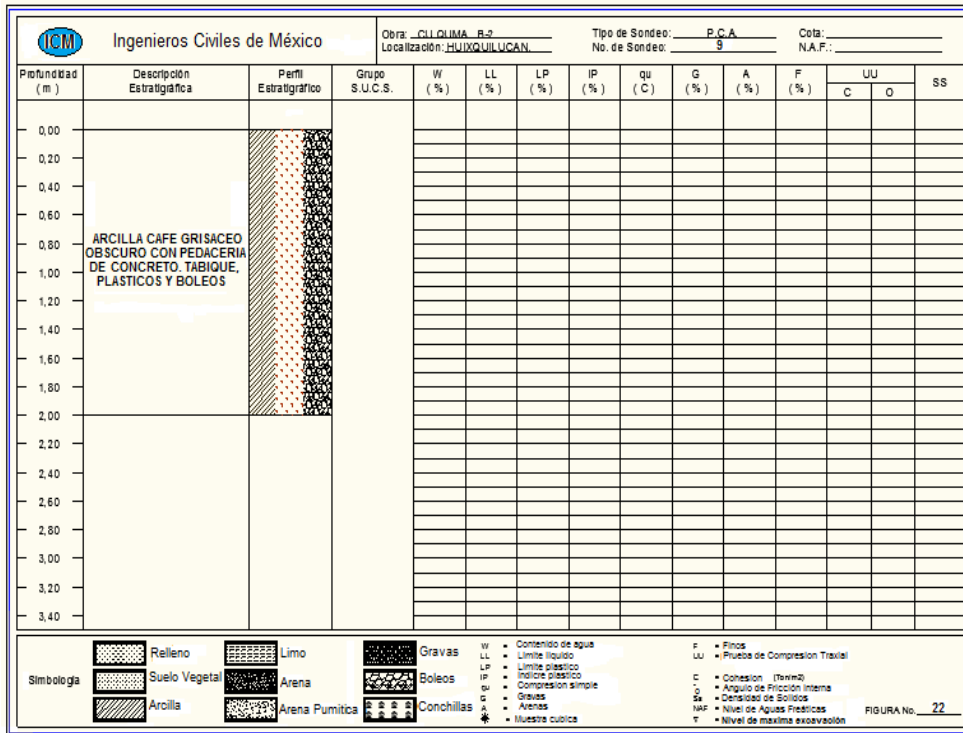 ICM
Ingenieros Civiles de México
Obra: CU QUMA R-2
Tipo de Sondeo: P.C.A.
Cota:
Localización: HUIXQUILUCAN.
No. de Sondeo: 9
N.A.F.:
Profundidad
( m )
Descripción
Estratigráfica
Perfil
Estratigráfico
Grupo
S.U.C.S.
W
( % )
LL
( % )
LP
( % )
IP
( % )
qu
( C )
G
( % )
A
( % )
F
( % )
UU
C
O
SS
0,00
0,20
0,40
0,60
0,80
1,00
1,20
1,40
1,60
1,80
2,00
2,20
2,40
2,60
2,80
3,00
3,20
3,40
ARCILLA CAFE GRISACEO
OBSCURO CON PEDACERIA
DE CONCRETO. TABIQUE,
PLASTICOS Y BOLEOS
Simbología
Relleno
Suelo Vegetal
Arcilla
Limo
Arena
Arena Pumitica
Gravas
Boleos
Conchillas
W = Contenido de agua
LL = Limite liquido
LP = Limite plastico
IP = Indicre plastico
qu = Compresion simple
G = Gravas
A = Arenas
= Muestra cubica
F = Finos
UU = Prueba de Compresion Traxial
C = Cohesion (Ton/m2)
O = Angulo de Fricción Interna
Ss = Densidad de Solidos
NAF = Nivel de Aguas Freáticas
= Nivel de maxima excavación
FIGURA No. 22